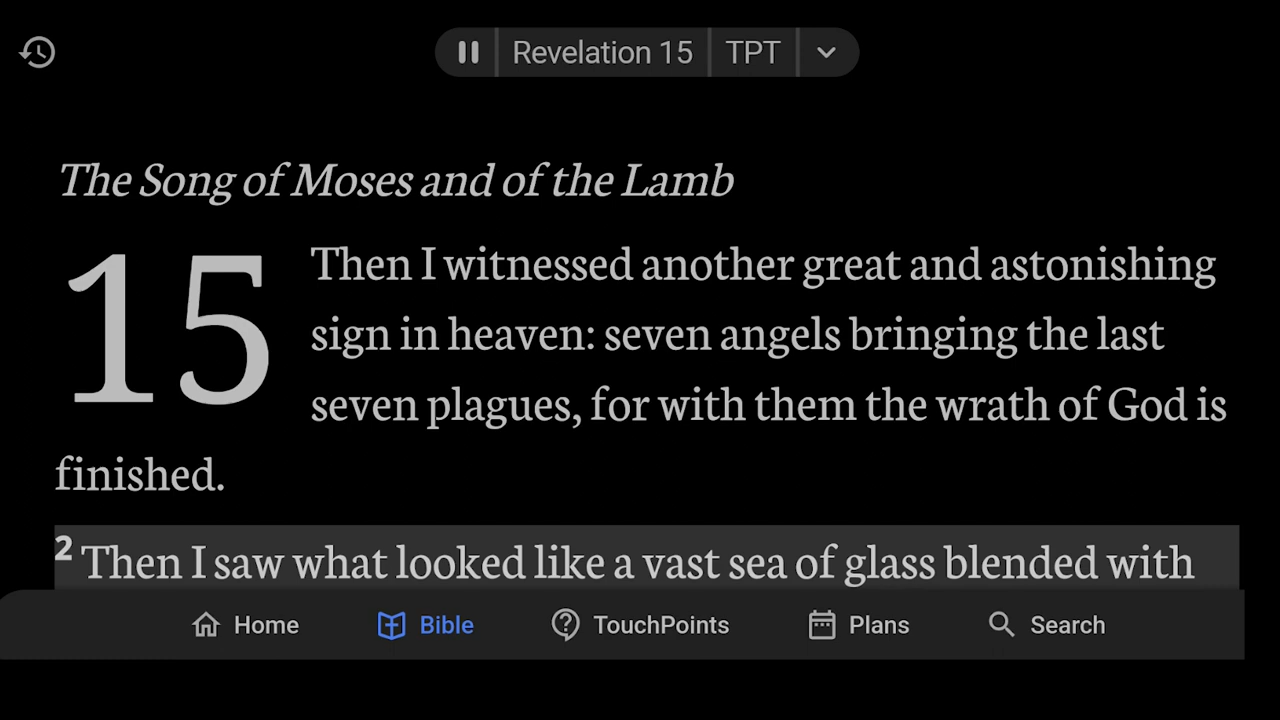 Revelation 15 TPT
The Song of Moses and of the Lamb
15 Then I witnessed another great and astonishing
sign in heaven: seven angels bringing the last
seven plagues, for with them the wrath of God is
finished.
2 Then I saw what looked like a vast sea of glass blended with
Home Bible TouchPoints Plans Search